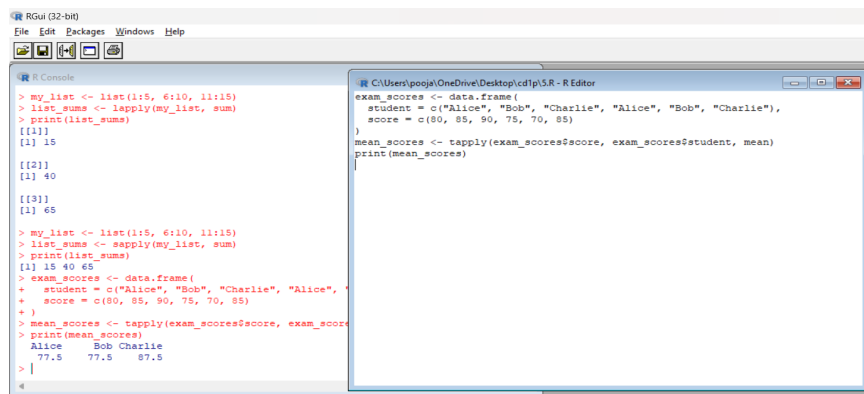 RGui (32-bit)
File Edit Packages Windows Help
R Console
> my_list <- list(1:5, 6:10, 11:15)
> list_sums <- lapply(my_list, sum)
> print(list_sums)
[[1]]
[1] 15
[[2]]
[1] 40
[[3]]
[1] 65
> my_list <- list(1:5, 6:10, 11:15)
> list_sums <- sapply(my_list, sum)
> print(list_sums)
[1] 15 40 65
> exam_scores <- data.frame(
+   student = c("Alice", "Bob", "Charlie", "Alice", "
+   score = c(80, 85, 90, 75, 70, 85)
+ )
> mean_scores <- tapply(exam_scores$score, exam_score
> print(mean_scores)
  Alice     Bob Charlie
   77.5    77.5    87.5
>
C:\Users\pooja\OneDrive\Desktop\cd1p\5.R - R Editor
exam_scores <- data.frame(
  student = c("Alice", "Bob", "Charlie", "Alice", "Bob", "Charlie"),
  score = c(80, 85, 90, 75, 70, 85)
)
mean_scores <- tapply(exam_scores$score, exam_scores$student, mean)
print(mean_scores)